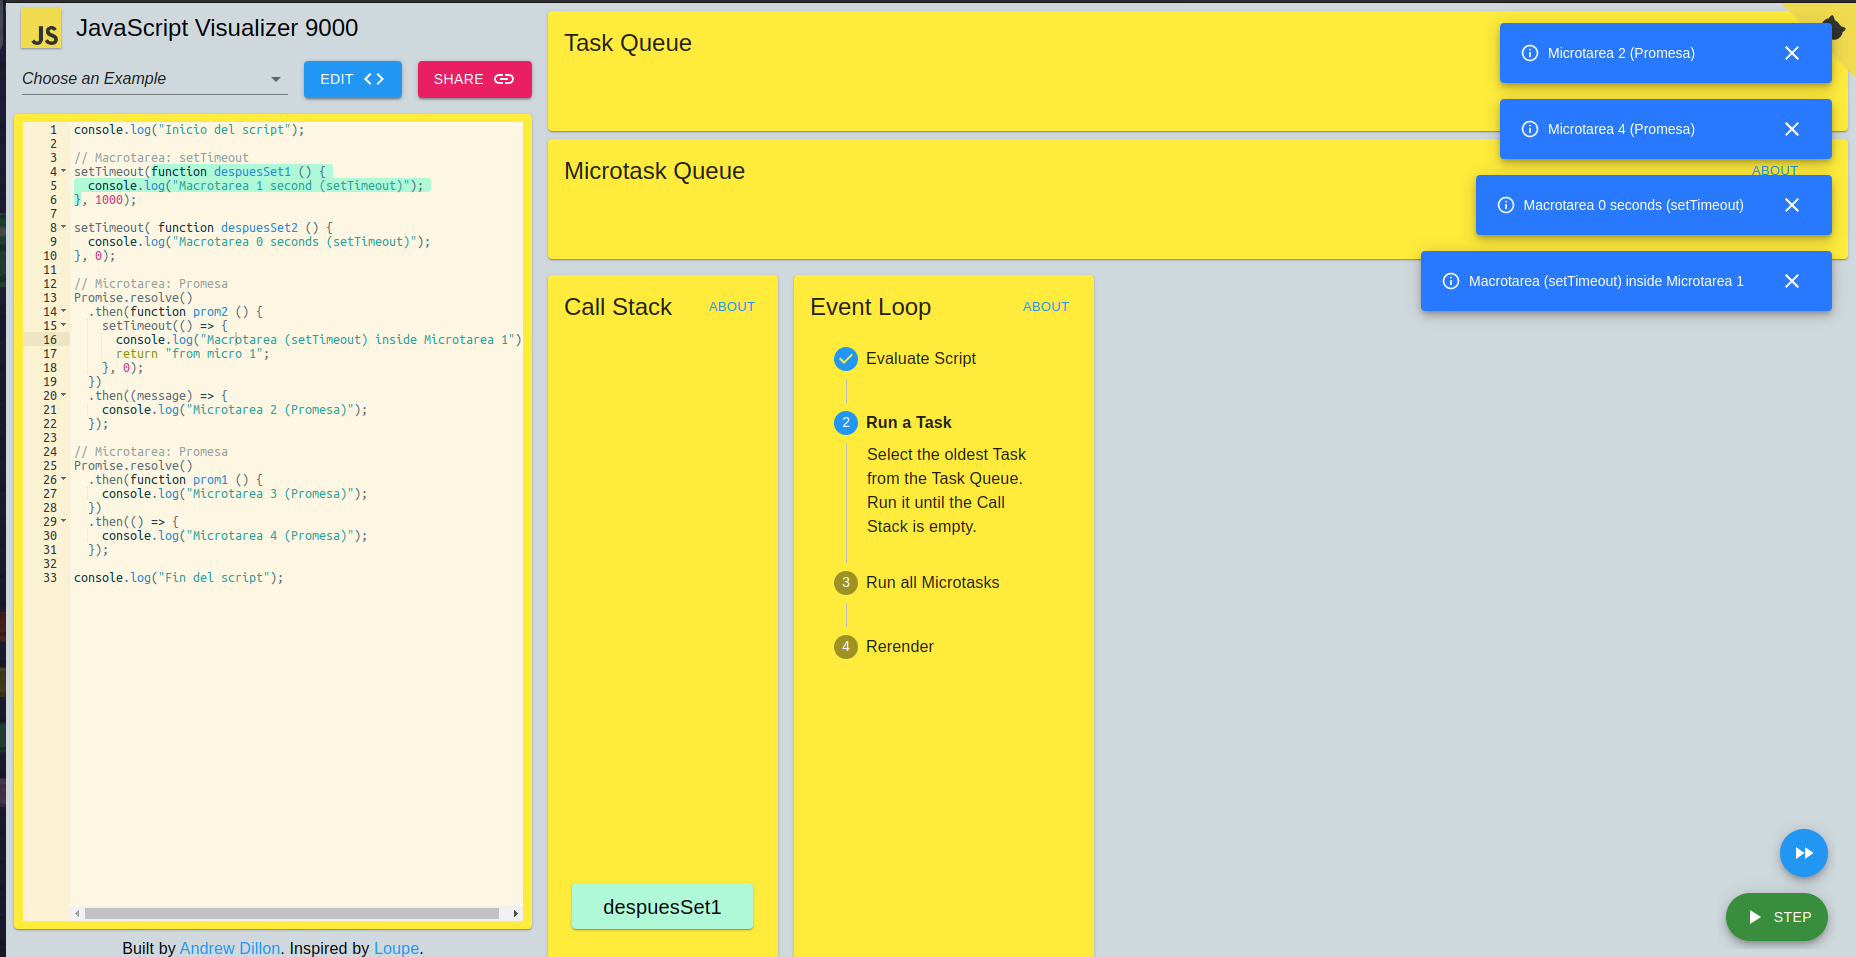 JS
JavaScript Visualizer 9000
Choose an Example
EDIT
SHARE
1 console.log("Inicio del script");
2
3 // Macrotarea: setTimeout
4 setTimeout(function despuesSet1 () {
5 console.log("Macrotarea 1 second (setTimeout)");
6 }, 1000);
7
8 setTimeout( function despuesSet2 () {
9 console.log("Macrotarea 0 seconds (setTimeout)");
10 }, 0);
11
12 // Microtarea: Promesa
13 Promise.resolve()
14 .then(function prom2 () {
15 setTimeout(() => {
16 console.log("Macrotarea (setTimeout) inside Microtarea 1")
17 return "from micro 1";
18 }, 0);
19 })
20 .then((message) => {
21 console.log("Microtarea 2 (Promesa)");
22 });
23
24 // Microtarea: Promesa
25 Promise.resolve()
26 .then(function prom1 () {
27 console.log("Microtarea 3 (Promesa)");
28 })
29 .then(() => {
30 console.log("Microtarea 4 (Promesa)");
31 });
32
33 console.log("Fin del script");
Built by Andrew Dillon. Inspired by Loupe.
Task Queue
Microtask Queue
ABOUT
Microtarea 2 (Promesa)
Microtarea 4 (Promesa)
Macrotarea 0 seconds (setTimeout)
Macrotarea (setTimeout) inside Microtarea 1
Call Stack
ABOUT
despuesSet1
Event Loop
ABOUT
Evaluate Script
2 Run a Task
Select the oldest Task
from the Task Queue.
Run it until the Call
Stack is empty.
3 Run all Microtasks
4 Rerender
STEP